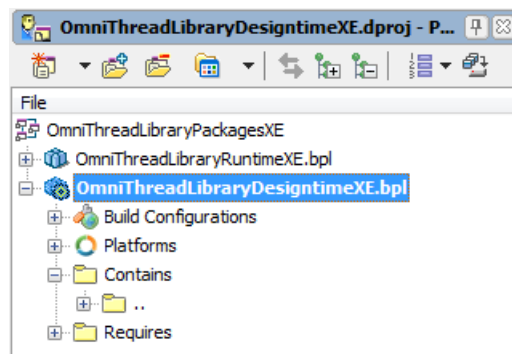 OmniThreadLibraryDesigntimeXE.dproj - P...
File
OmniThreadLibraryPackagesXE
OmniThreadLibraryRuntimeXE.bpl
OmniThreadLibraryDesigntimeXE.bpl
Build Configurations
Platforms
Contains
..
Requires